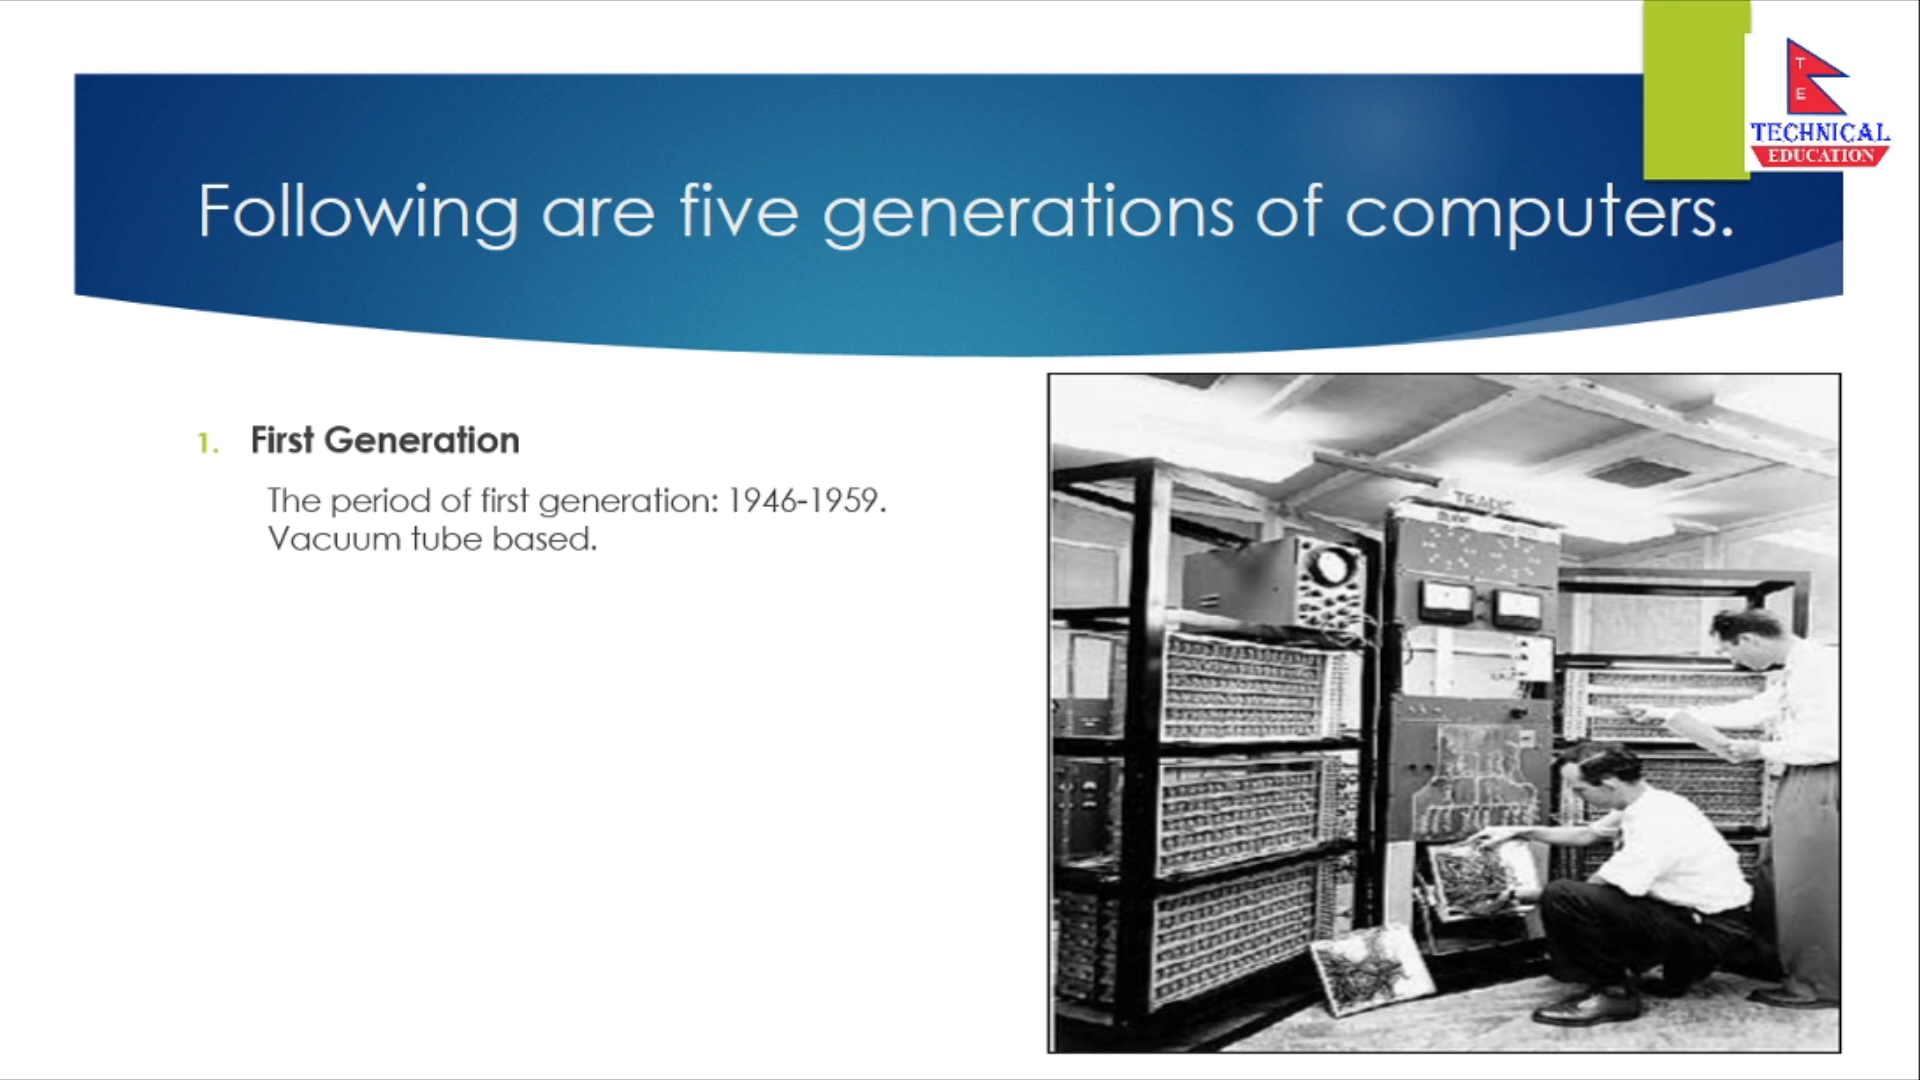 T
E
TECHNICAL
EDUCATION
Following are five generations of computers.
1. First Generation
The period of first generation: 1946-1959.
Vacuum tube based.
TRADIC